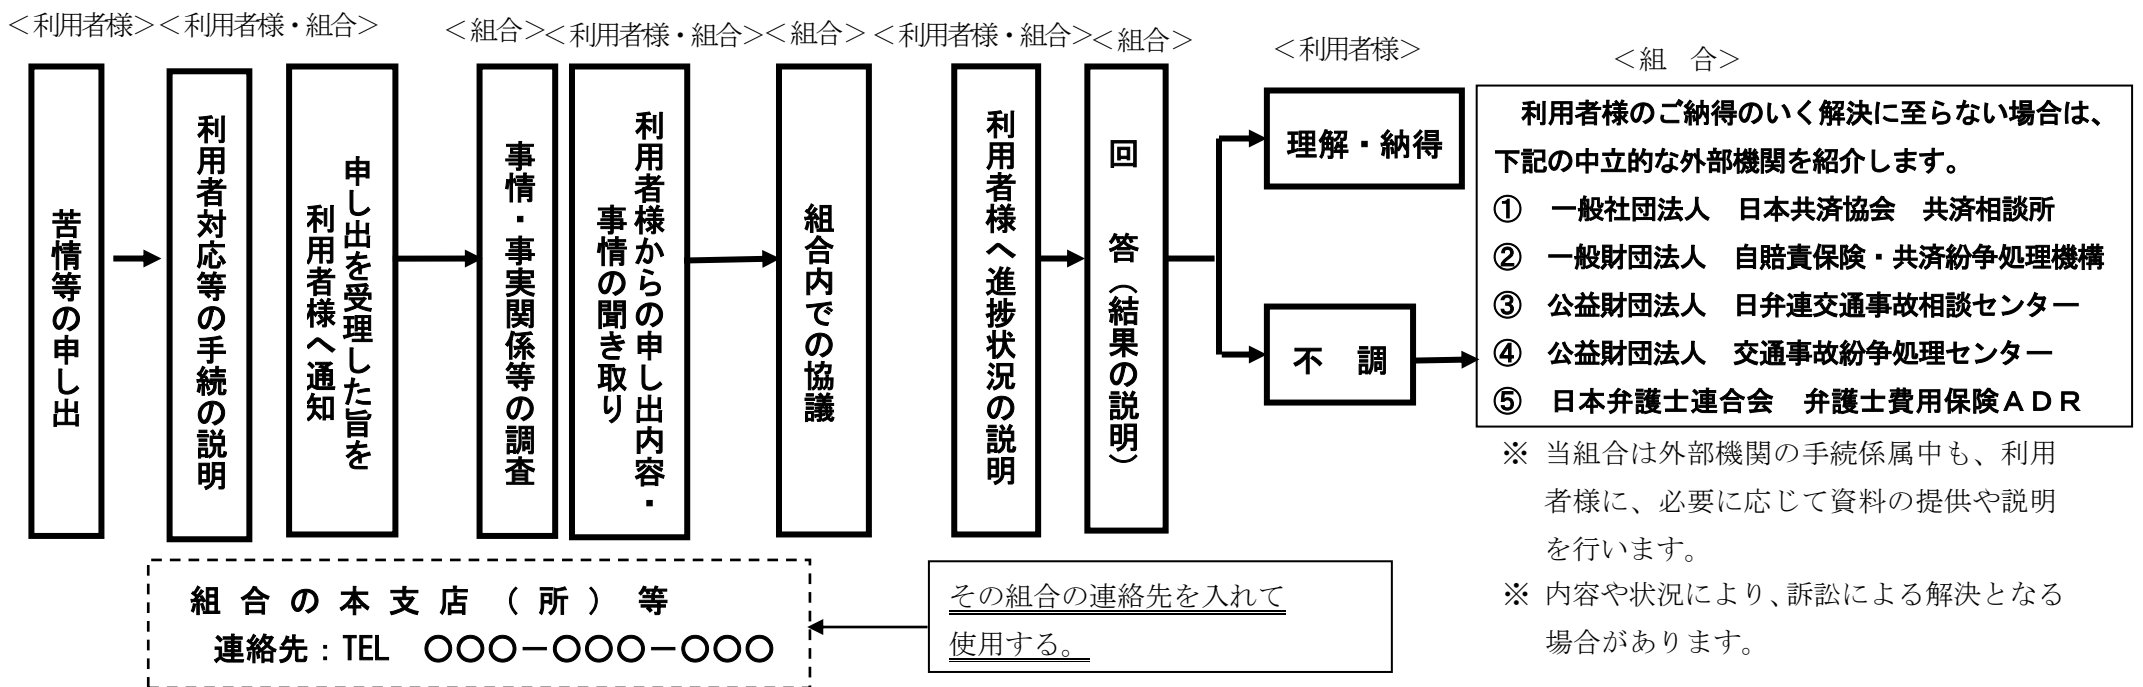 ＜利用者様＞
＜利用者様・組合＞
＜組合＞
＜利用者様・組合＞
＜組合＞
＜利用者様・組合＞
＜組合＞
＜利用者様＞
＜組　合＞
苦情等の申し出
利用者対応等の手続の説明
申し出を受理した旨を
利用者様へ通知
事情・事実関係等の調査
利用者様からの申し出内容・
事情の聞き取り
組合内での協議
利用者様へ進捗状況の説明
回　答（結果の説明）
理解・納得
不　調
利用者様のご納得のいく解決に至らない場合は、
下記の中立的な外部機関を紹介します。
①　一般社団法人　日本共済協会　共済相談所
②　一般財団法人　自賠責保険・共済紛争処理機構
③　公益財団法人　日弁連交通事故相談センター
④　公益財団法人　交通事故紛争処理センター
⑤　日本弁護士連合会　弁護士費用保険ＡＤＲ
※ 当組合は外部機関の手続係属中も、利用
者様に、必要に応じて資料の提供や説明
を行います。
※ 内容や状況により、訴訟による解決となる
場合があります。
組合の本支店（所）等
連絡先：TEL　〇〇〇－〇〇〇－〇〇〇
その組合の連絡先を入れて
使用する。